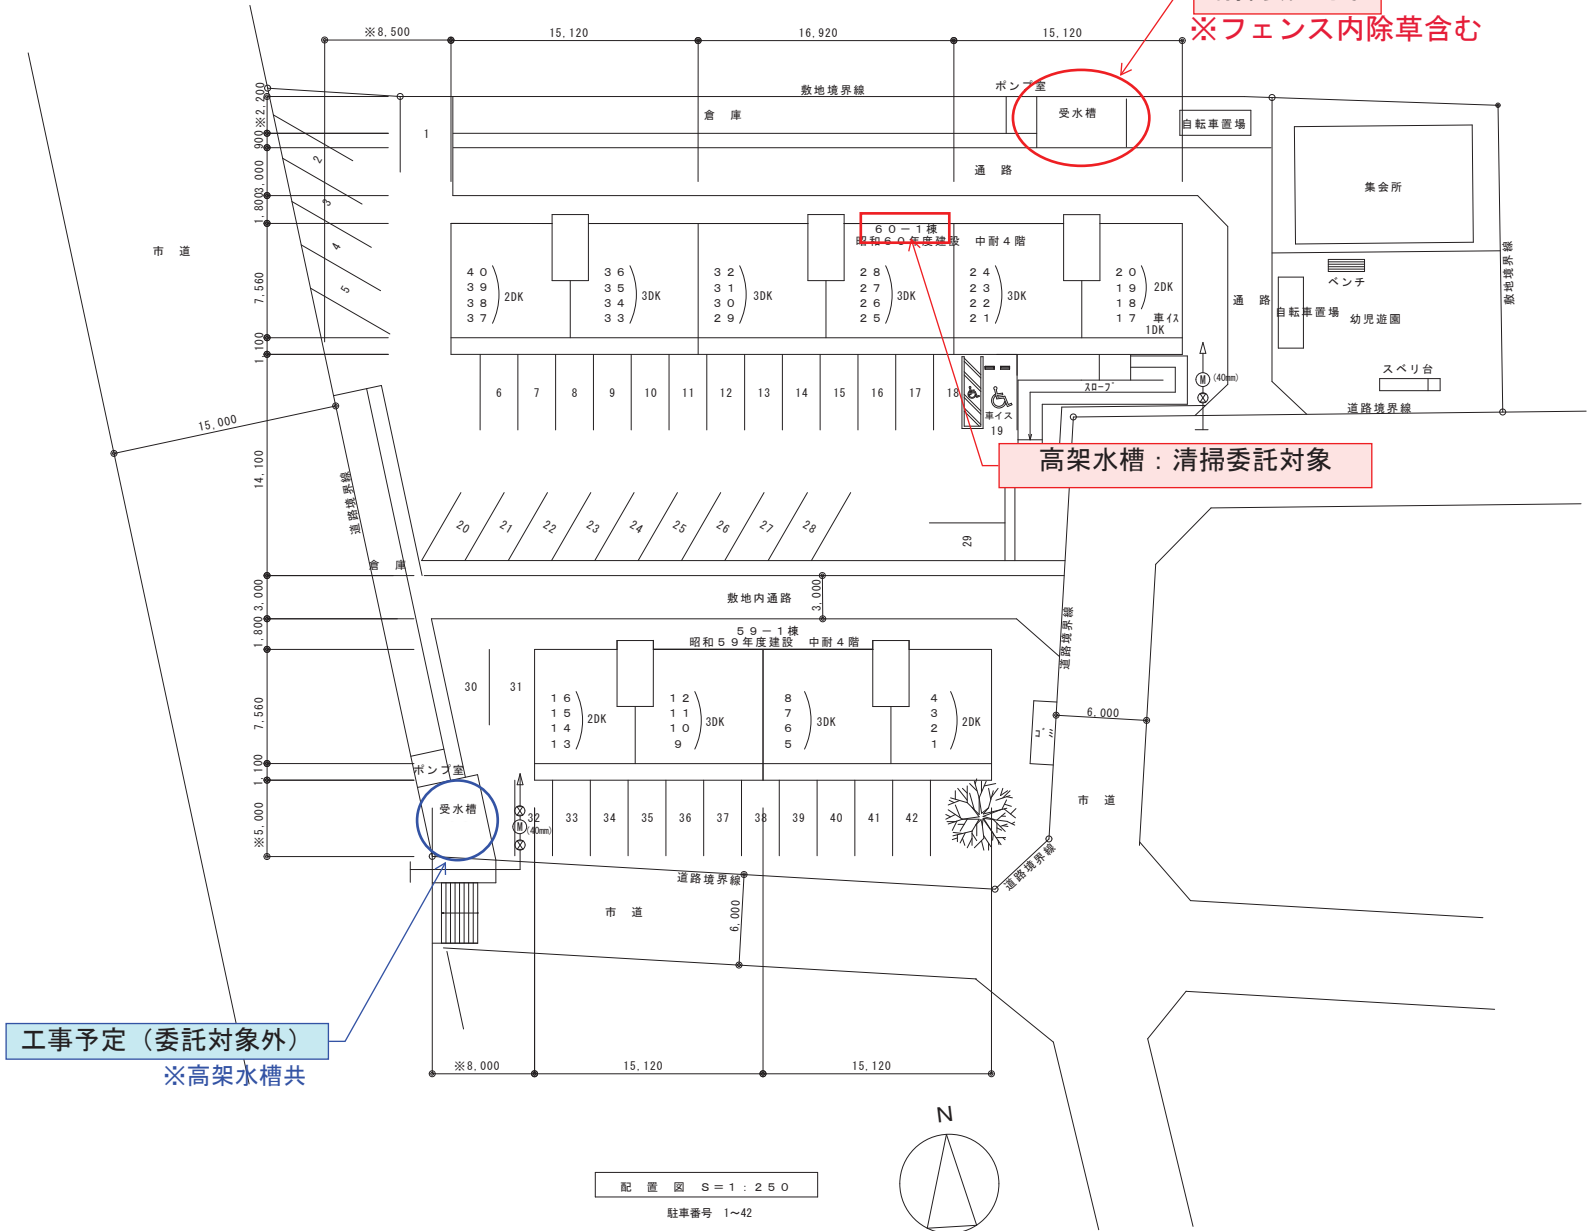 ※フェンス内除草含む
※8,500
15,120
16,920
15,120
敷地境界線
ポンプ室
倉 庫
受水槽
自転車置場
通 路
集会所
※2,200
900
3,000
1,800
7,560
1,100
14,100
3,000
1,800
7,560
1,100
※5,000
1
2
3
4
5
市 道
60-1棟
昭和60年度建設 中耐4階
40
39
38
37
2DK
36
35
34
33
3DK
32
31
30
29
3DK
28
27
26
25
3DK
24
23
22
21
3DK
20
19
18
17
2DK
車イス
1DK
通 路
ベンチ
自転車置場
幼児遊園
スベリ台
敷地境界線
道路境界線
6
7
8
9
10
11
12
13
14
15
16
17
18
車イス
19
スロープ
M
(40mm)
15,000
道路境界線
高架水槽：清掃委託対象
20
21
22
23
24
25
26
27
28
29
倉 庫
敷地内通路
3,000
59-1棟
昭和59年度建設 中耐4階
道路境界線
30
31
16
15
14
13
2DK
12
11
10
9
3DK
8
7
6
5
3DK
4
3
2
1
2DK
ゴミ
6,000
市 道
ポンプ室
受水槽
M
(40mm)
32
33
34
35
36
37
38
39
40
41
42
道路境界線
道路境界線
市 道
6,000
工事予定（委託対象外）
※高架水槽共
※8,000
15,120
15,120
N
配 置 図 S=1:250
駐車番号 1~42